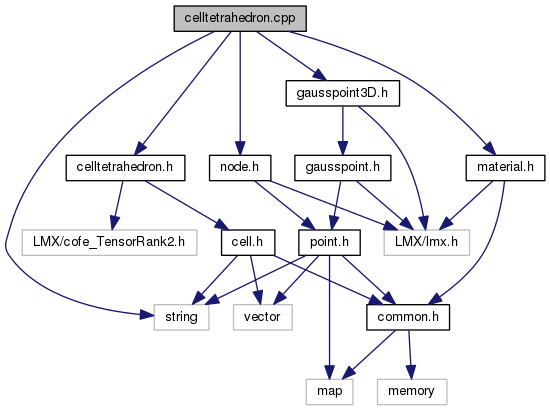 celltetrahedron.cpp
gausspoint3D.h
celltetrahedron.h
node.h
gausspoint.h
material.h
LMX/cofe_TensorRank2.h
cell.h
point.h
LMX/lmx.h
string
vector
common.h
map
memory